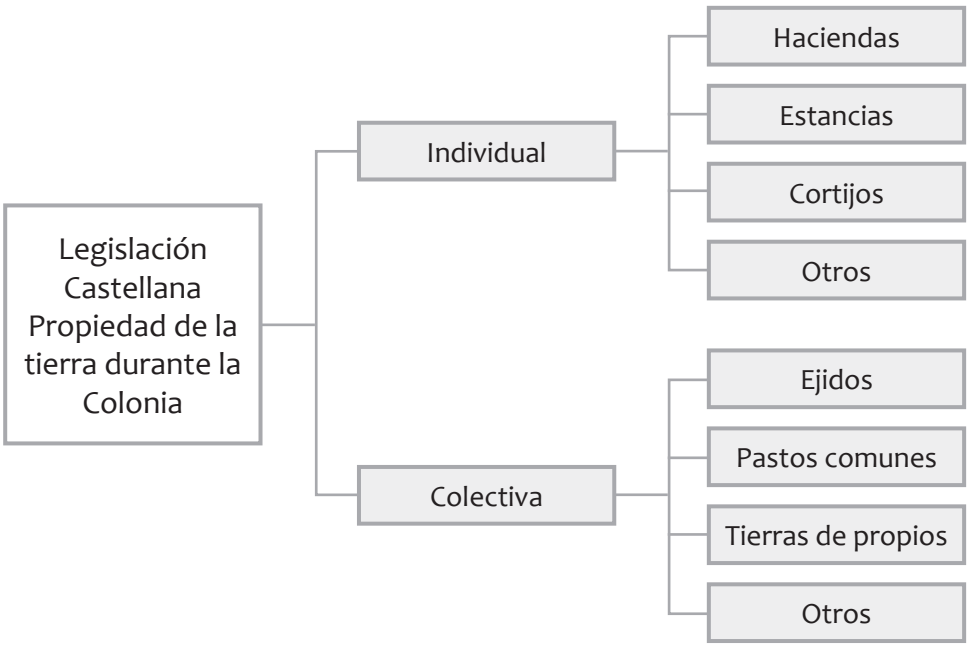 Legislación
Castellana
Propiedad de la
tierra durante la
Colonia
Individual
Haciendas
Estancias
Cortijos
Otros
Colectiva
Ejidos
Pastos comunes
Tierras de propios
Otros